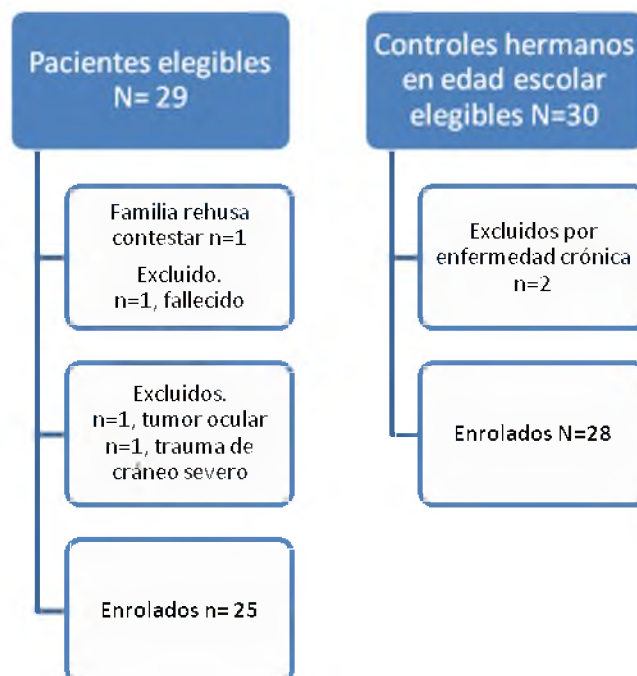 Pacientes elegibles
N= 29
Familia rehusa
contestar n=1
Excluido.
n=1, fallecido
Excluidos.
n=1, tumor ocular
n=1, trauma de
cráneo severo
Enrolados n= 25
Controles hermanos
en edad escolar
elegibles N=30
Excluidos por
enfermedad crónica
n=2
Enrolados N=28